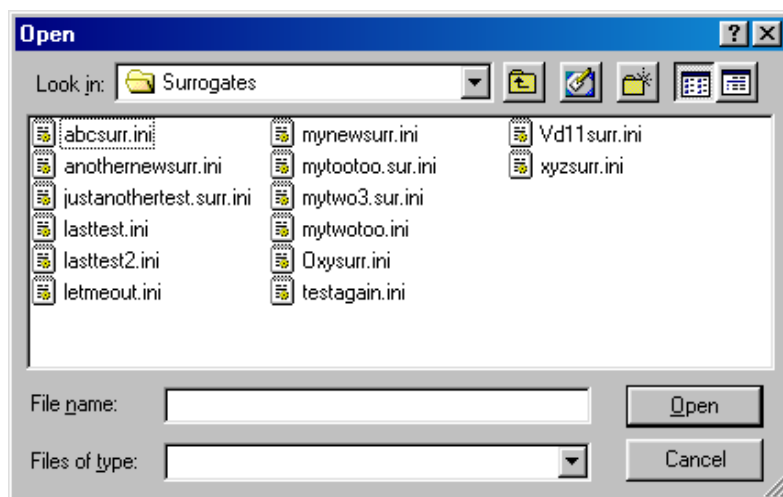 Open
Look in: Surrogates
abcsurr.ini
anothernewsurr.ini
justanothertest.surr.ini
lasttest.ini
lasttest2.ini
letmeout.ini
mynewsurr.ini
mytootoo.sur.ini
mytwo3.sur.ini
mytwotoo.ini
Oxysurr.ini
testagain.ini
Vd11surr.ini
xyzsurr.ini
File name:
Open
Files of type:
Cancel